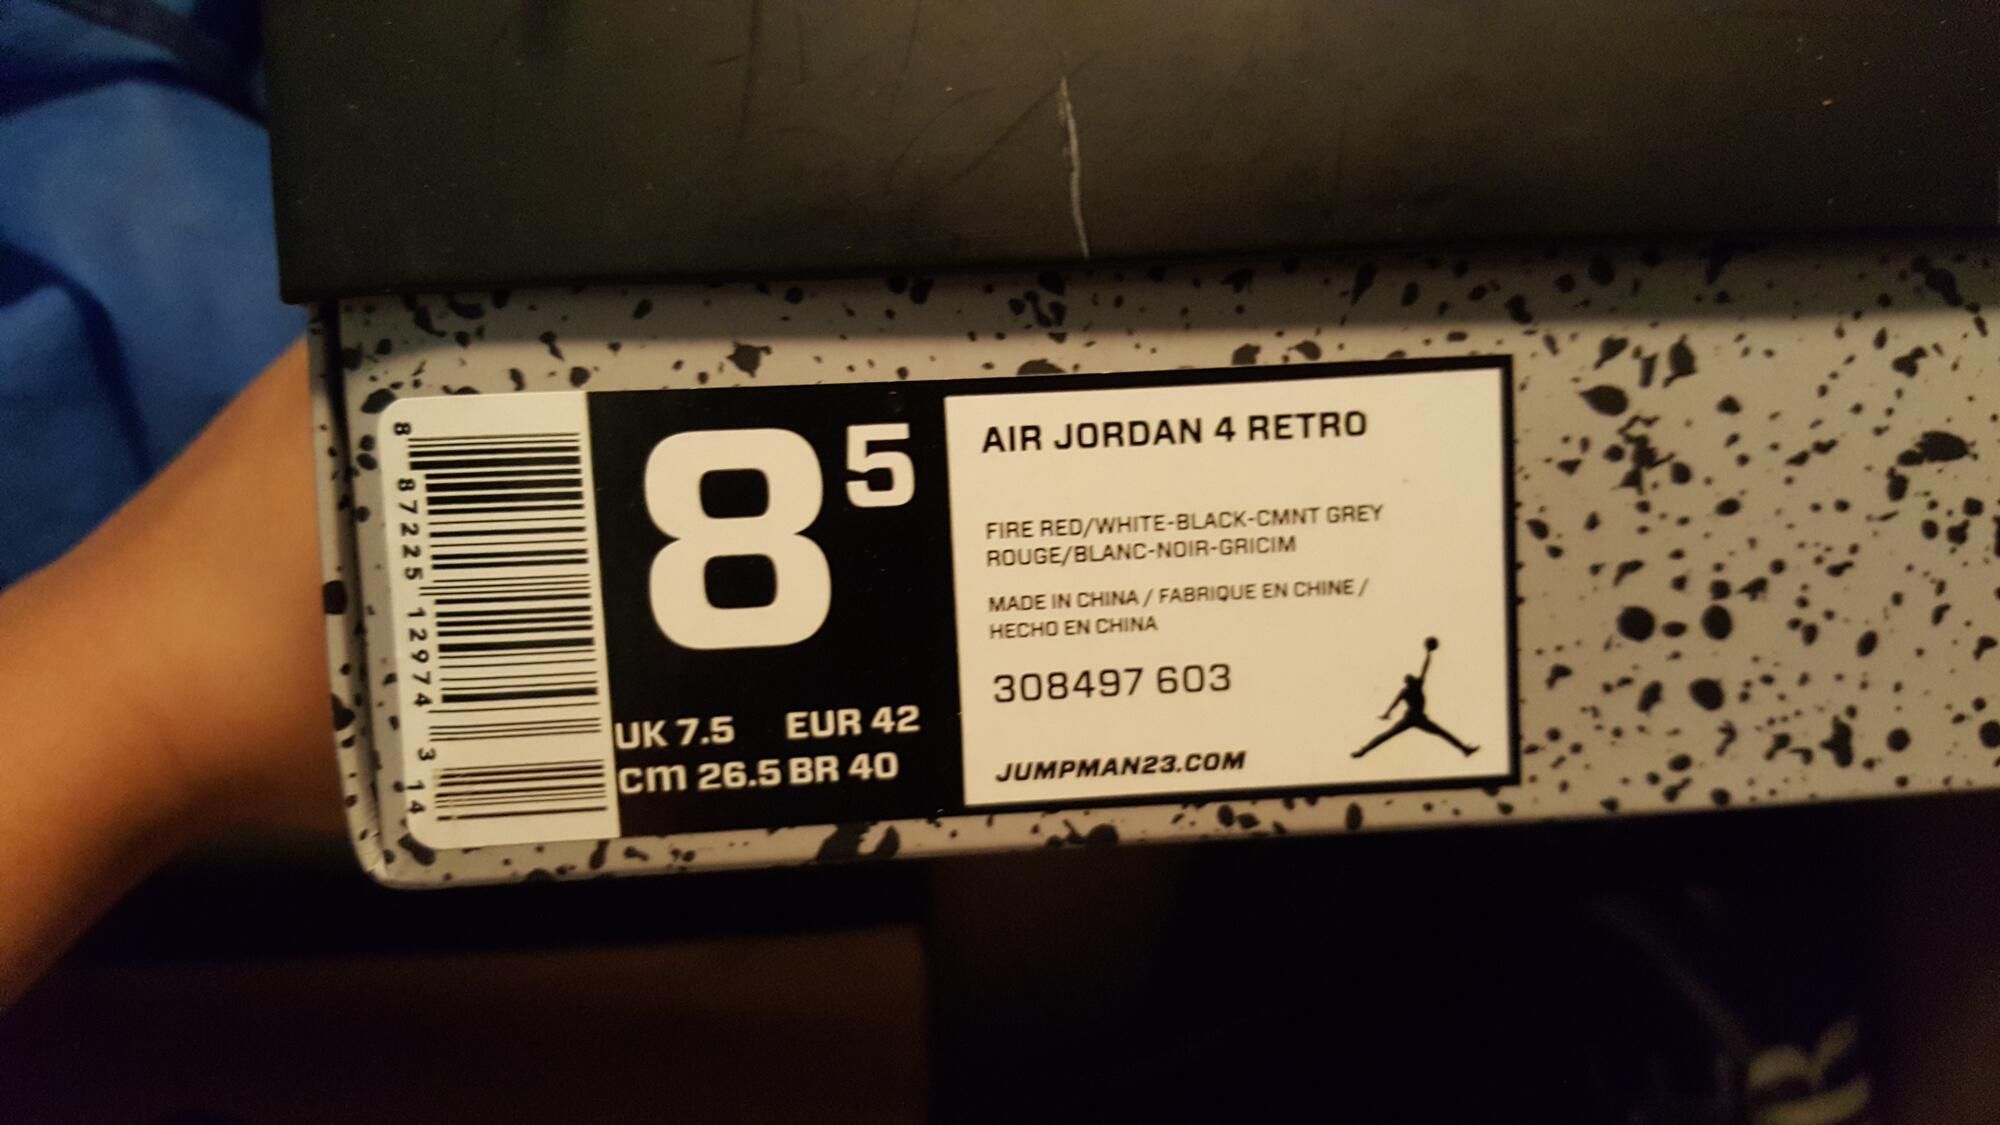 8 87225 12974 3 14
8 5
UK 7.5 EUR 42
cm 26.5 BR 40
AIR JORDAN 4 RETRO
FIRE RED/WHITE-BLACK-CMNT GREY
ROUGE/BLANC-NOIR-GRICIM
MADE IN CHINA / FABRIQUE EN CHINE /
HECHO EN CHINA
308497 603
JUMPMAN23.COM